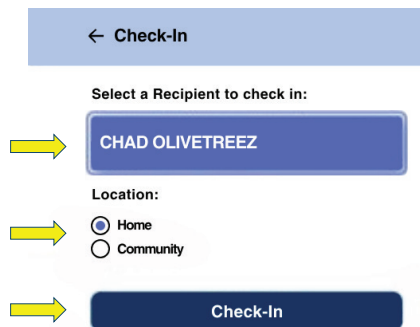 ← Check-In
Select a Recipient to check in:
CHAD OLIVETREEZ
Location:
Home
Community
Check-In